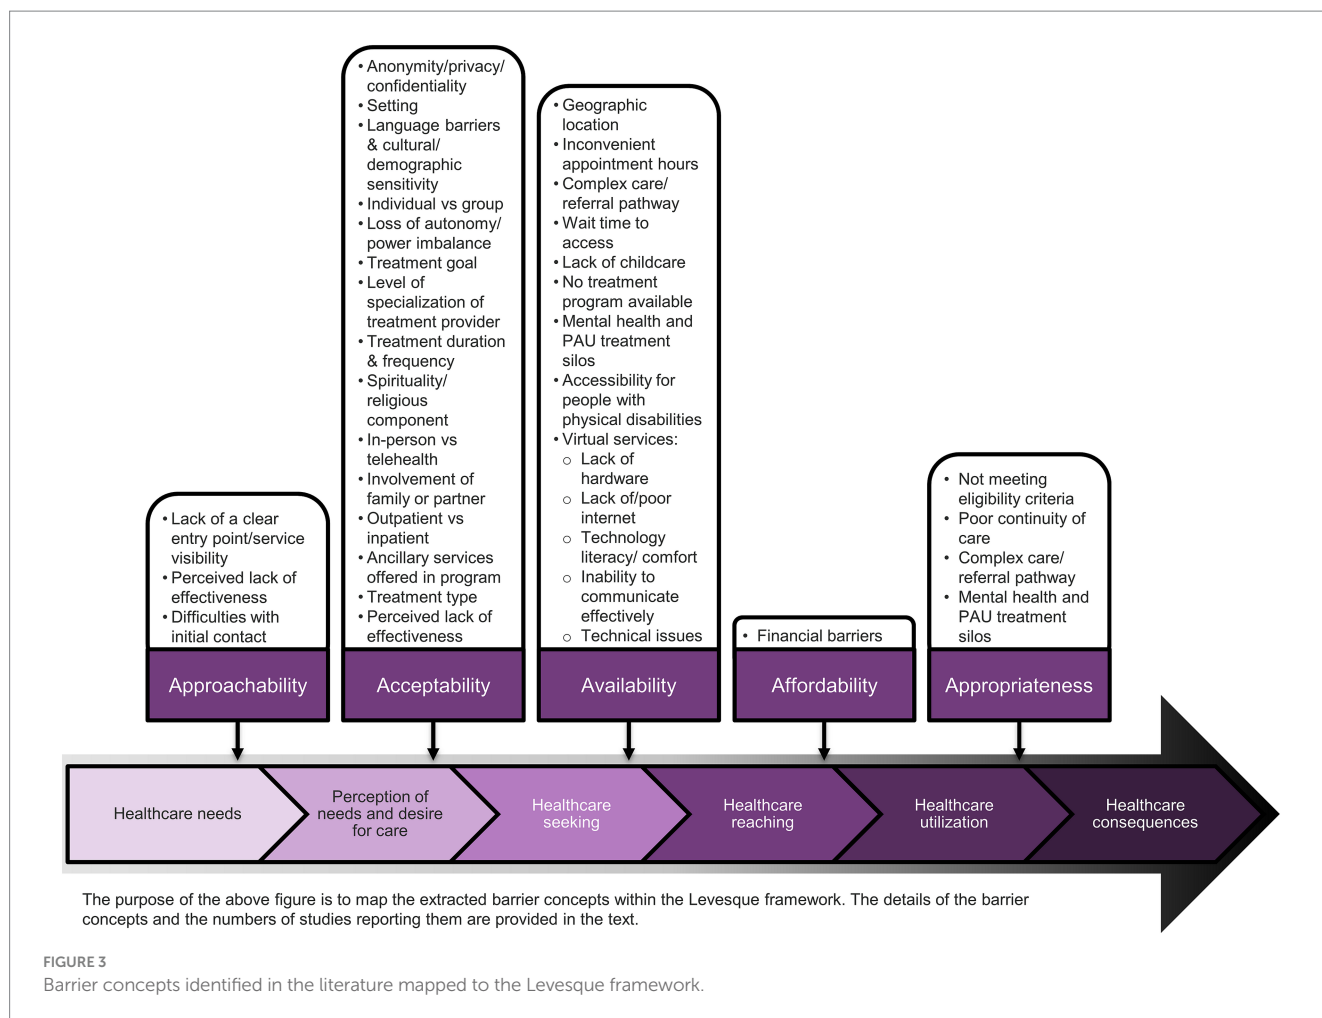 • Lack of a clear
entry point/service
visibility
• Perceived lack of
effectiveness
• Difficulties with
initial contact
Approachability
• Anonymity/privacy/
confidentiality
• Setting
• Language barriers
& cultural/
demographic
sensitivity
• Individual vs group
• Loss of autonomy/
power imbalance
• Treatment goal
• Level of
specialization of
treatment provider
• Treatment duration
& frequency
• Spirituality/
religious
component
• In-person vs
telehealth
• Involvement of
family or partner
• Outpatient vs
inpatient
• Ancillary services
offered in program
• Treatment type
• Perceived lack of
effectiveness
Acceptability
• Geographic
location
• Inconvenient
appointment hours
• Complex care/
referral pathway
• Wait time to
access
• Lack of childcare
• No treatment
program available
• Mental health and
PAU treatment
silos
• Accessibility for
people with
physical disabilities
• Virtual services:
o Lack of
hardware
o Lack of/poor
internet
o Technology
literacy/ comfort
o Inability to
communicate
effectively
o Technical issues
Availability
• Financial barriers
Affordability
• Not meeting
eligibility criteria
• Poor continuity of
care
• Complex care/
referral pathway
• Mental health and
PAU treatment
silos
Appropriateness
Healthcare needs
Perception of
needs and desire
for care
Healthcare
seeking
Healthcare
reaching
Healthcare
utilization
Healthcare
consequences
The purpose of the above figure is to map the extracted barrier concepts within the Levesque framework. The details of the barrier
concepts and the numbers of studies reporting them are provided in the text.
FIGURE 3
Barrier concepts identified in the literature mapped to the Levesque framework.